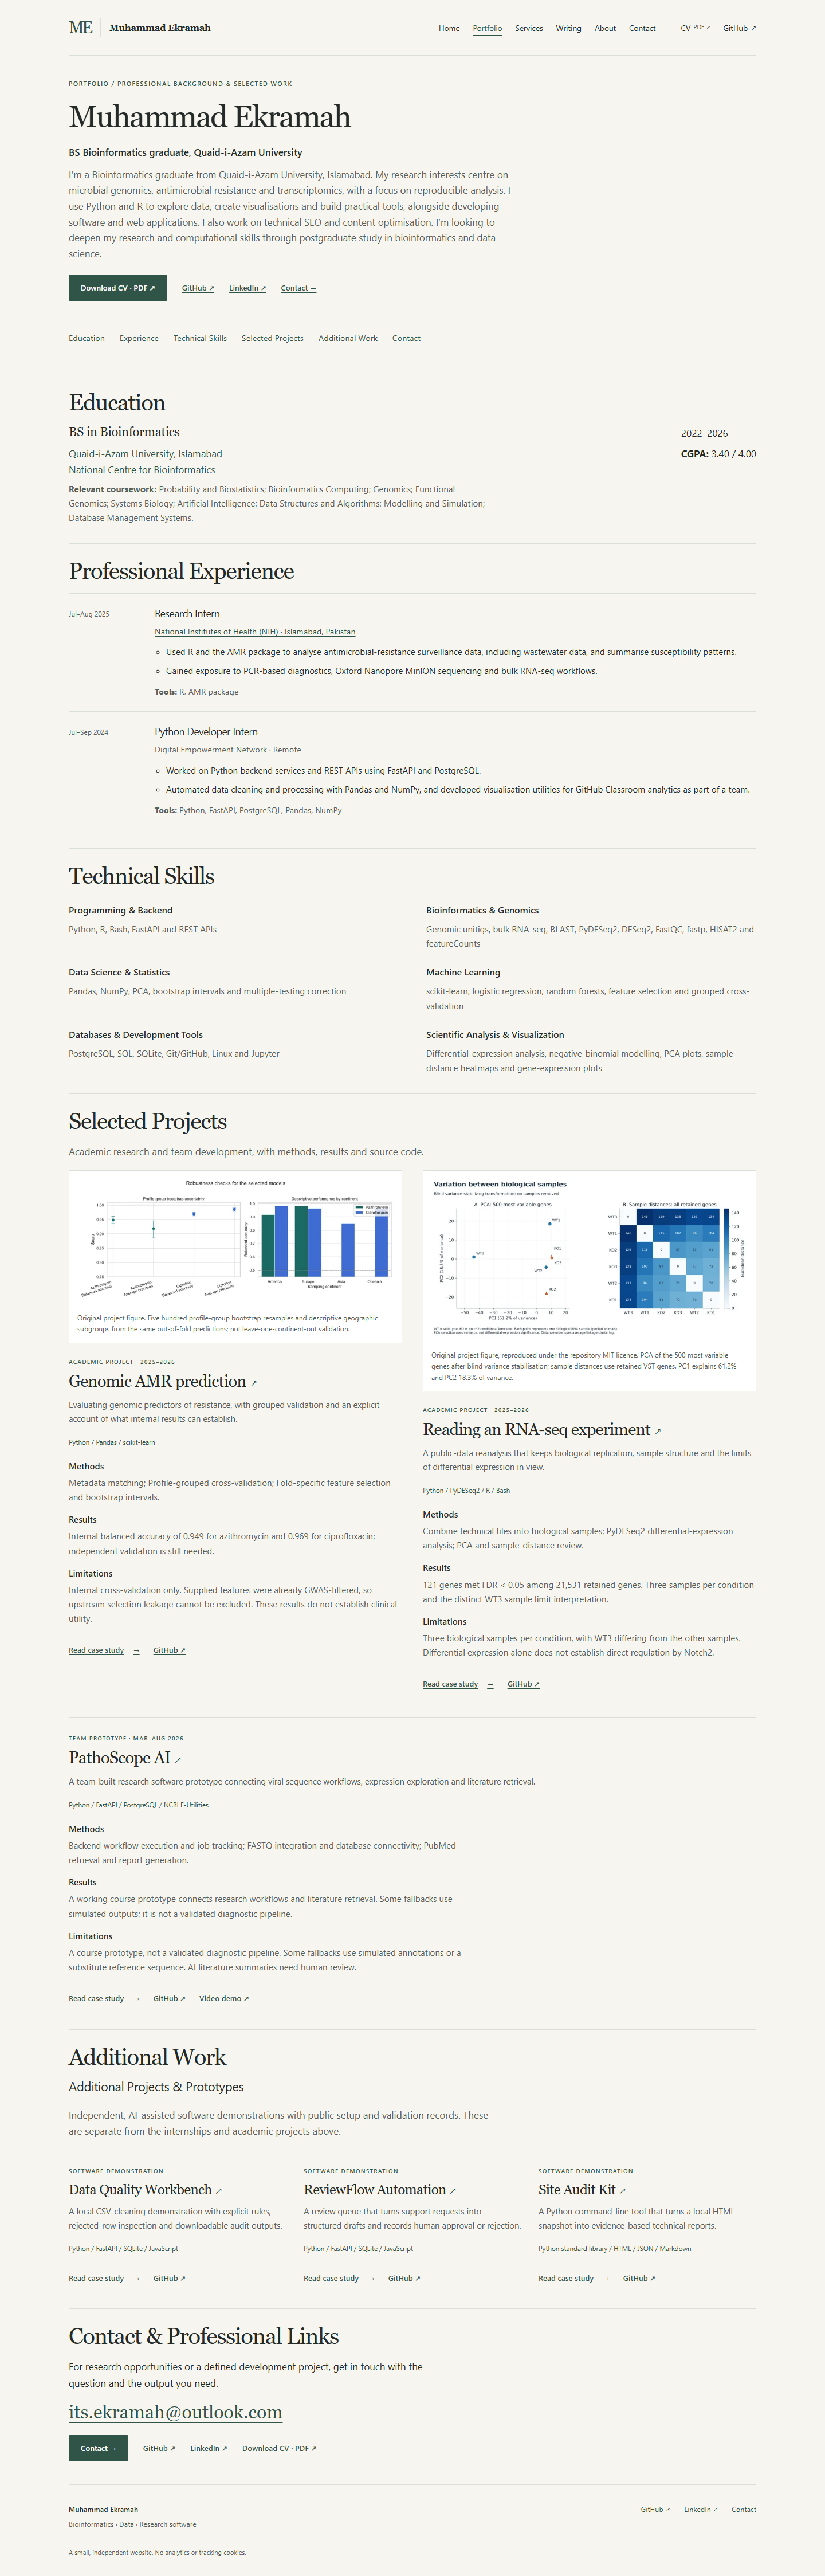 ME
Muhammad Ekramah
Home
Portfolio
Services
Writing
About
Contact
CV PDF ↗
GitHub ↗
PORTFOLIO / PROFESSIONAL BACKGROUND & SELECTED WORK
Muhammad Ekramah
BS Bioinformatics graduate, Quaid-i-Azam University
I'm a Bioinformatics graduate from Quaid-i-Azam University, Islamabad. My research interests centre on
microbial genomics, antimicrobial resistance and transcriptomics, with a focus on reproducible analysis. I
use Python and R to explore data, create visualisations and build practical tools, alongside developing
software and web applications. I also work on technical SEO and content optimisation. I'm looking to
deepen my research and computational skills through postgraduate study in bioinformatics and data
science.
Download CV · PDF ↗
GitHub ↗
LinkedIn ↗
Contact →
Education
Experience
Technical Skills
Selected Projects
Additional Work
Contact
Education
BS in Bioinformatics
2022–2026
Quaid-i-Azam University, Islamabad
CGPA: 3.40 / 4.00
National Centre for Bioinformatics
Relevant coursework: Probability and Biostatistics; Bioinformatics Computing; Genomics; Functional
Genomics; Systems Biology; Artificial Intelligence; Data Structures and Algorithms; Modelling and Simulation;
Database Management Systems.
Professional Experience
Jul–Aug 2025
Research Intern
National Institutes of Health (NIH) · Islamabad, Pakistan
Used R and the AMR package to analyse antimicrobial-resistance surveillance data, including wastewater data, and summarise susceptibility patterns.
Gained exposure to PCR-based diagnostics, Oxford Nanopore MinION sequencing and bulk RNA-seq workflows.
Tools: R, AMR package
Jul–Sep 2024
Python Developer Intern
Digital Empowerment Network · Remote
Worked on Python backend services and REST APIs using FastAPI and PostgreSQL.
Automated data cleaning and processing with Pandas and NumPy, and developed visualisation utilities for GitHub Classroom analytics as part of a team.
Tools: Python, FastAPI, PostgreSQL, Pandas, NumPy
Technical Skills
Programming & Backend
Python, R, Bash, FastAPI and REST APIs
Bioinformatics & Genomics
Genomic unitigs, bulk RNA-seq, BLAST, PyDESeq2, DESeq2, FastQC, fastp, HISAT2 and
featureCounts
Data Science & Statistics
Pandas, NumPy, PCA, bootstrap intervals and multiple-testing correction
Machine Learning
scikit-learn, logistic regression, random forests, feature selection and grouped cross-
validation
Databases & Development Tools
PostgreSQL, SQL, SQLite, Git/GitHub, Linux and Jupyter
Scientific Analysis & Visualization
Differential-expression analysis, negative-binomial modelling, PCA plots, sample-
distance heatmaps and gene-expression plots
Selected Projects
Academic research and team development, with methods, results and source code.
Robustness checks for the selected models
Profile-group bootstrap uncertainty
Descriptive performance by continent
Score
Balanced accuracy
Azithromycin
Ciprofloxacin
America
Europe
Asia
Oceania
Sampling continent
Original project figure. Five hundred profile-group bootstrap resamples and descriptive geographic
subgroups from the same out-of-fold predictions; not leave-one-continent-out validation.
ACADEMIC PROJECT · 2025–2026
Genomic AMR prediction ↗
Evaluating genomic predictors of resistance, with grouped validation and an explicit
account of what internal results can establish.
Python / Pandas / scikit-learn
Methods
Metadata matching; Profile-grouped cross-validation; Fold-specific feature selection
and bootstrap intervals.
Results
Internal balanced accuracy of 0.949 for azithromycin and 0.969 for ciprofloxacin;
independent validation is still needed.
Limitations
Internal cross-validation only. Supplied features were already GWAS-filtered, so
upstream selection leakage cannot be excluded. These results do not establish clinical
utility.
Read case study →
GitHub ↗
Variation between biological samples
Blind variance-stabilizing transformation; no samples removed
A PCA: 500 most variable genes
B Sample distances: all retained genes
PC2 (18.3% of variance)
PC1 (61.2% of variance)
WT1
WT2
WT3
KO1
KO2
KO3
Euclidean distance
Original project figure, reproduced under the repository MIT licence. PCA of the 500 most variable
genes after blind variance stabilisation; sample distances use retained VST genes. PC1 explains 61.2%
and PC2 18.3% of variance.
ACADEMIC PROJECT · 2025–2026
Reading an RNA-seq experiment ↗
A public-data reanalysis that keeps biological replication, sample structure and the limits
of differential expression in view.
Python / PyDESeq2 / R / Bash
Methods
Combine technical files into biological samples; PyDESeq2 differential-expression
analysis; PCA and sample-distance review.
Results
121 genes met FDR < 0.05 among 21,531 retained genes. Three samples per condition
and the distinct WT3 sample limit interpretation.
Limitations
Three biological samples per condition, with WT3 differing from the other samples.
Differential expression alone does not establish direct regulation by Notch2.
Read case study →
GitHub ↗
TEAM PROTOTYPE · MAR–AUG 2026
PathoScope AI ↗
A team-built research software prototype connecting viral sequence workflows, expression exploration and literature retrieval.
Python / FastAPI / PostgreSQL / NCBI E-Utilities
Methods
Backend workflow execution and job tracking; FASTQ integration and database connectivity; PubMed
retrieval and report generation.
Results
A working course prototype connects research workflows and literature retrieval. Some fallbacks use
simulated outputs; it is not a validated diagnostic pipeline.
Limitations
A course prototype, not a validated diagnostic pipeline. Some fallbacks use simulated annotations or a
substitute reference sequence. AI literature summaries need human review.
Read case study →
GitHub ↗
Video demo ↗
Additional Work
Additional Projects & Prototypes
Independent, AI-assisted software demonstrations with public setup and validation records. These
are separate from the internships and academic projects above.
SOFTWARE DEMONSTRATION
Data Quality Workbench ↗
A local CSV-cleaning demonstration with explicit rules,
rejected-row inspection and downloadable audit outputs.
Python / FastAPI / SQLite / JavaScript
Read case study →
GitHub ↗
SOFTWARE DEMONSTRATION
ReviewFlow Automation ↗
A review queue that turns support requests into
structured drafts and records human approval or rejection.
Python / FastAPI / SQLite / JavaScript
Read case study →
GitHub ↗
SOFTWARE DEMONSTRATION
Site Audit Kit ↗
A Python command-line tool that turns a local HTML
snapshot into evidence-based technical reports.
Python standard library / HTML / JSON / Markdown
Read case study →
GitHub ↗
Contact & Professional Links
For research opportunities or a defined development project, get in touch with the
question and the output you need.
its.ekramah@outlook.com
Contact →
GitHub ↗
LinkedIn ↗
Download CV · PDF ↗
Muhammad Ekramah
Bioinformatics · Data · Research software
GitHub ↗
LinkedIn ↗
Contact
A small, independent website. No analytics or tracking cookies.